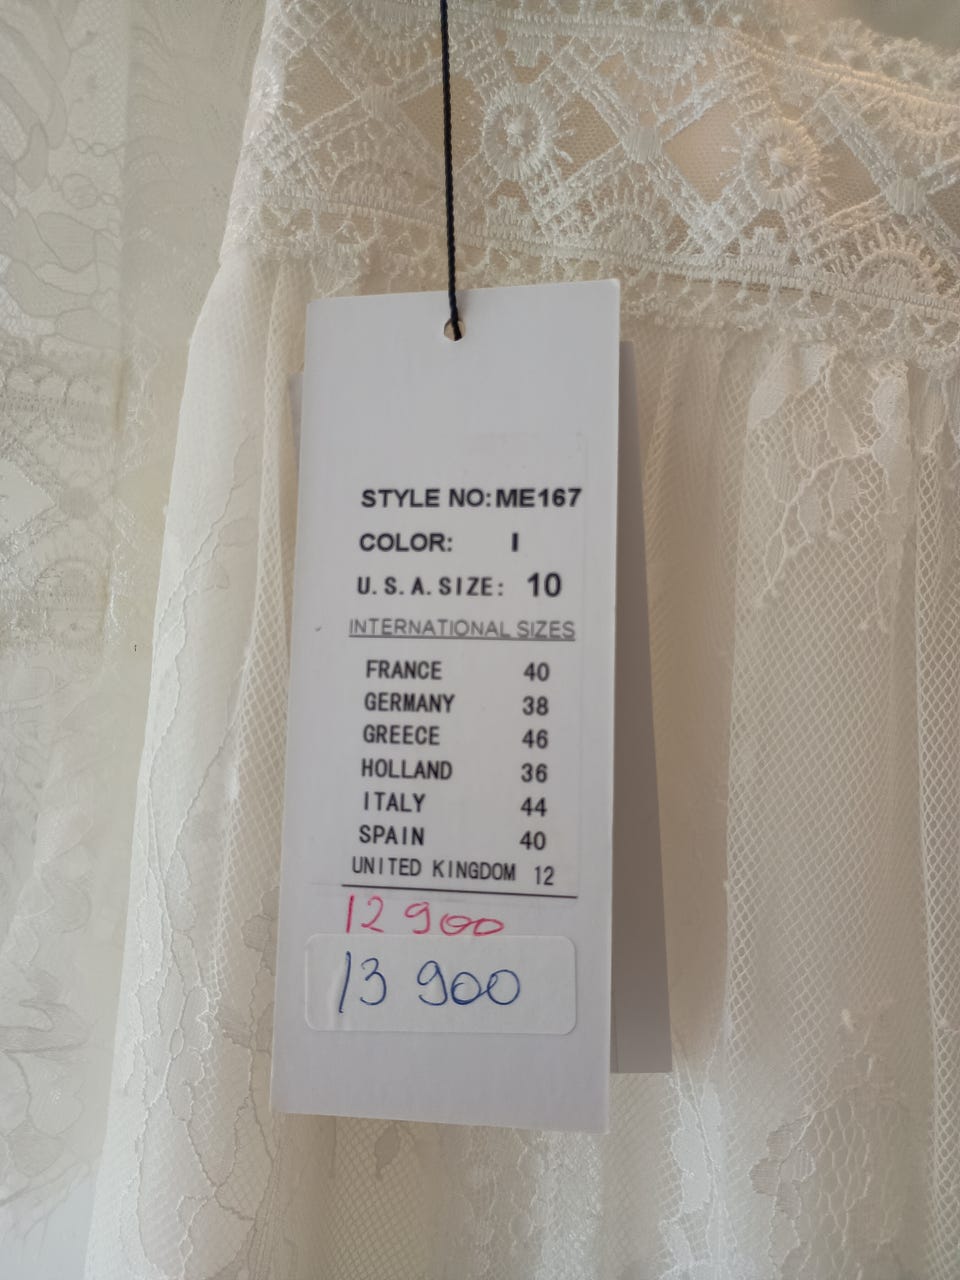 STYLE NO: ME167
COLOR: I
U.S.A. SIZE: 10
INTERNATIONAL SIZES
FRANCE 40
GERMANY 38
GREECE 46
HOLLAND 36
ITALY 44
SPAIN 40
UNITED KINGDOM 12
12 900
13 900